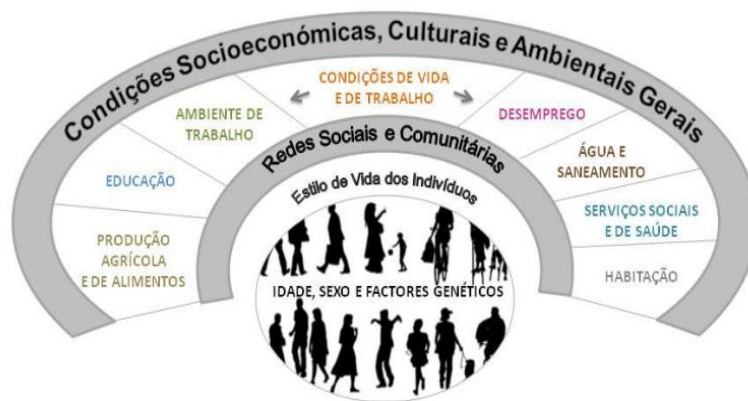 Condições Socioeconómicas, Culturais e Ambientais Gerais
CONDIÇÕES DE VIDA
E DE TRABALHO
AMBIENTE DE
TRABALHO
DESEMPREGO
EDUCAÇÃO
ÁGUA E
SANEAMENTO
PRODUÇÃO
AGRÍCOLA
E DE ALIMENTOS
SERVIÇOS SOCIAIS
E DE SAÚDE
HABITAÇÃO
Redes Sociais e Comunitárias
Estilo de Vida dos Indivíduos
IDADE, SEXO E FACTORES GENÉTICOS